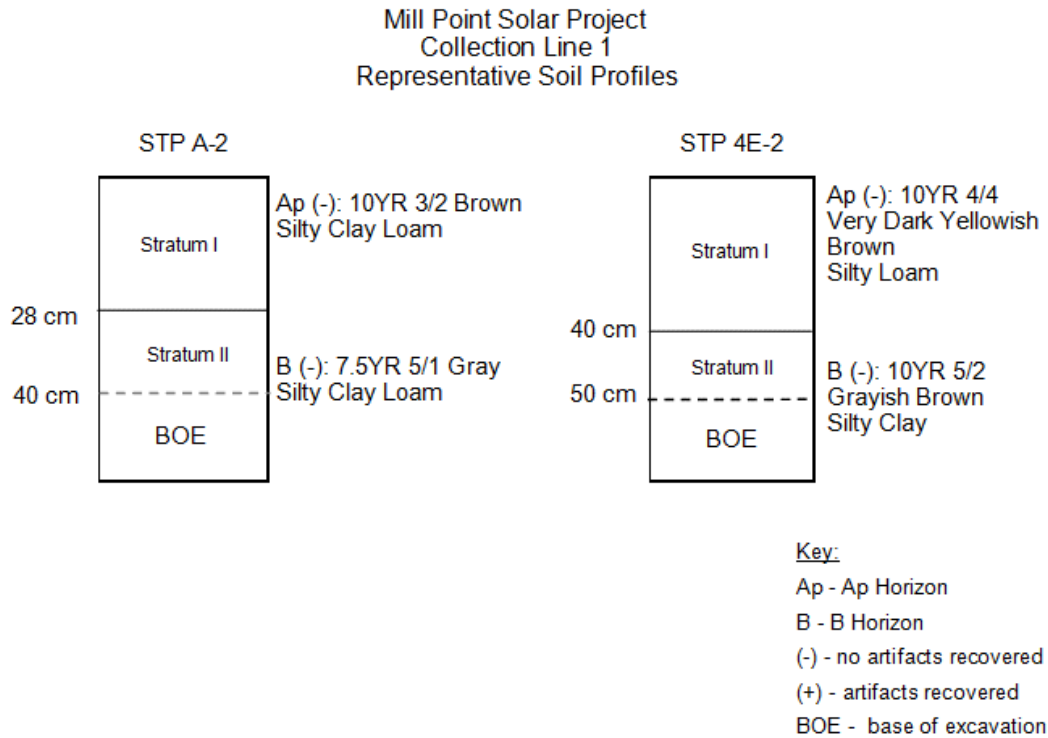 Mill Point Solar Project
Collection Line 1
Representative Soil Profiles
STP A-2
Stratum I
Ap (-): 10YR 3/2 Brown
Silty Clay Loam
28 cm
Stratum II
B (-): 7.5YR 5/1 Gray
Silty Clay Loam
40 cm
BOE
STP 4E-2
Stratum I
Ap (-): 10YR 4/4
Very Dark Yellowish
Brown
Silty Loam
40 cm
Stratum II
B (-): 10YR 5/2
Grayish Brown
Silty Clay
50 cm
BOE
Key:
Ap - Ap Horizon
B - B Horizon
(-) - no artifacts recovered
(+) - artifacts recovered
BOE - base of excavation